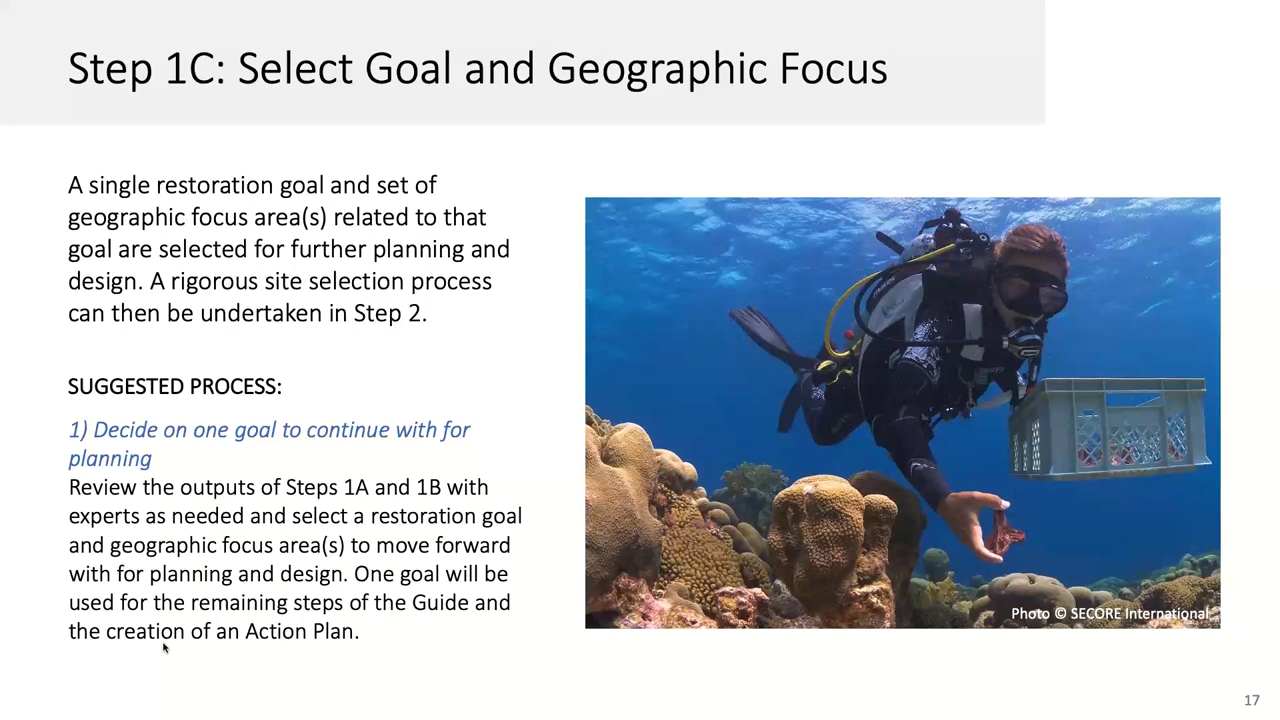 Step 1C: Select Goal and Geographic Focus
A single restoration goal and set of
geographic focus area(s) related to that
goal are selected for further planning and
design. A rigorous site selection process
can then be undertaken in Step 2.
SUGGESTED PROCESS:
1) Decide on one goal to continue with for
planning
Review the outputs of Steps 1A and 1B with
experts as needed and select a restoration goal
and geographic focus area(s) to move forward
with for planning and design. One goal will be
used for the remaining steps of the Guide and
the creation of an Action Plan.
Photo © SECORE International
17